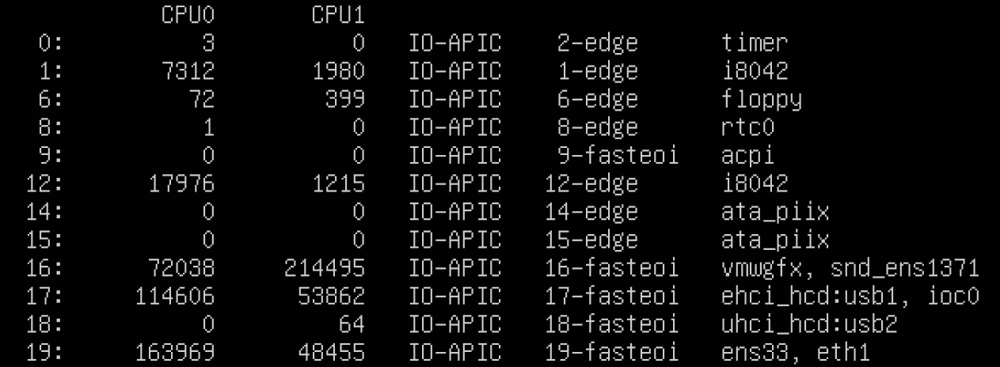 CPU0 CPU1
0: 3 0 IO-APIC 2-edge timer
1: 7312 1980 IO-APIC 1-edge i8042
6: 72 399 IO-APIC 6-edge floppy
8: 1 0 IO-APIC 8-edge rtc0
9: 0 0 IO-APIC 9-fasteoi acpi
12: 17976 1215 IO-APIC 12-edge i8042
14: 0 0 IO-APIC 14-edge ata_piix
15: 0 0 IO-APIC 15-edge ata_piix
16: 72038 214495 IO-APIC 16-fasteoi vmwgfx, snd_ens1371
17: 114606 53862 IO-APIC 17-fasteoi ehci_hcd:usb1, ioc0
18: 0 64 IO-APIC 18-fasteoi uhci_hcd:usb2
19: 163969 48455 IO-APIC 19-fasteoi ens33, eth1